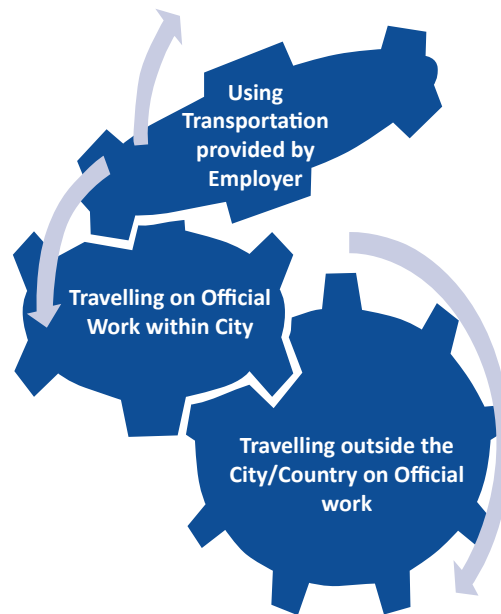 Using
Transportation
provided by
Employer
Travelling on Official
Work within City
Travelling outside the
City/Country on Official
work